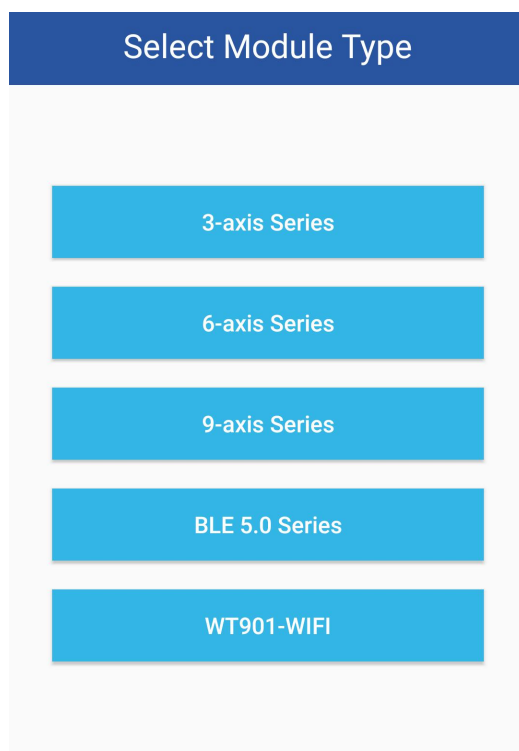 Select Module Type
3-axis Series
6-axis Series
9-axis Series
BLE 5.0 Series
WT901-WIFI